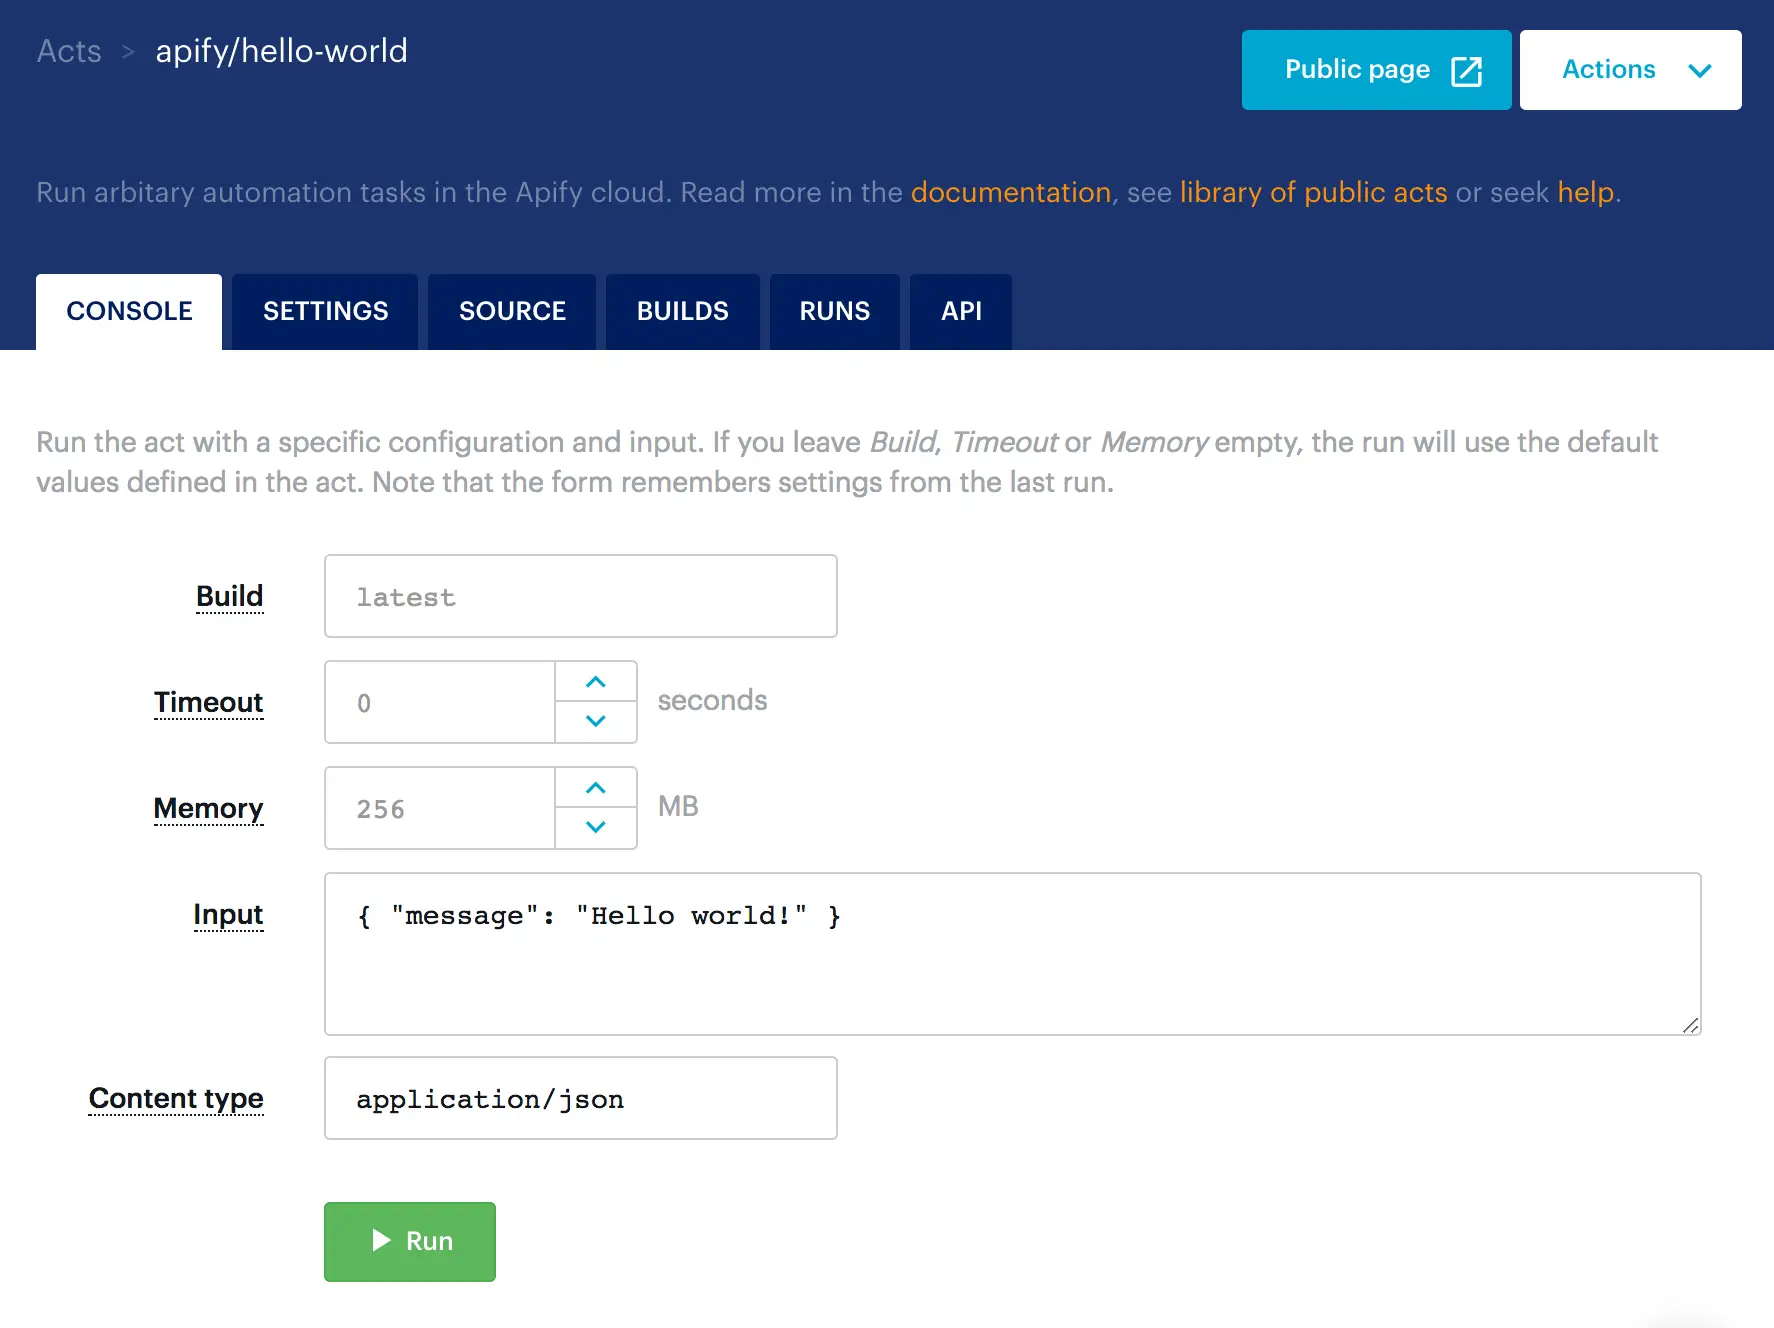 Acts > apify/hello-world
Public page
Actions
Run arbitary automation tasks in the Apify cloud. Read more in the documentation, see library of public acts or seek help.
CONSOLE
SETTINGS
SOURCE
BUILDS
RUNS
API
Run the act with a specific configuration and input. If you leave Build, Timeout or Memory empty, the run will use the default
values defined in the act. Note that the form remembers settings from the last run.
Build
latest
Timeout
0
seconds
Memory
256
MB
Input
{ "message": "Hello world!" }
Content type
application/json
Run